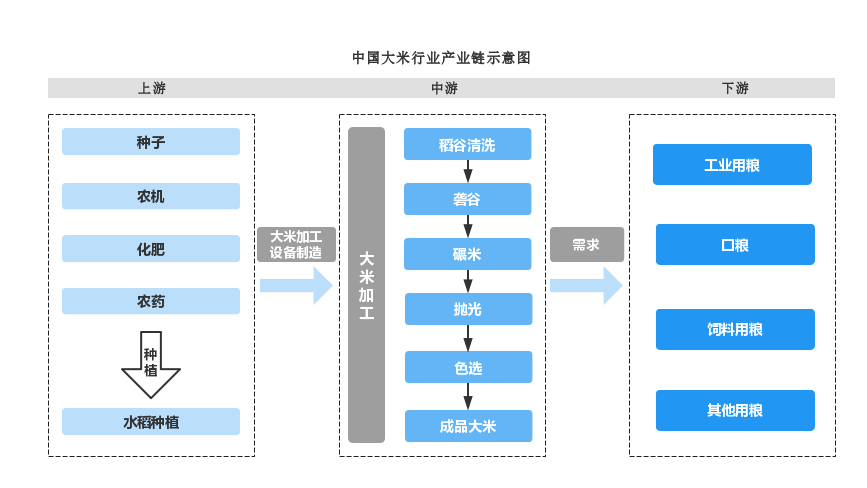 中国大米行业产业链示意图
上游
中游
下游
种子
农机
化肥
农药
种
植
水稻种植
大米加工
设备制造
大
米
加
工
稻谷清洗
砻谷
碾米
抛光
色选
成品大米
需求
工业用粮
口粮
饲料用粮
其他用粮